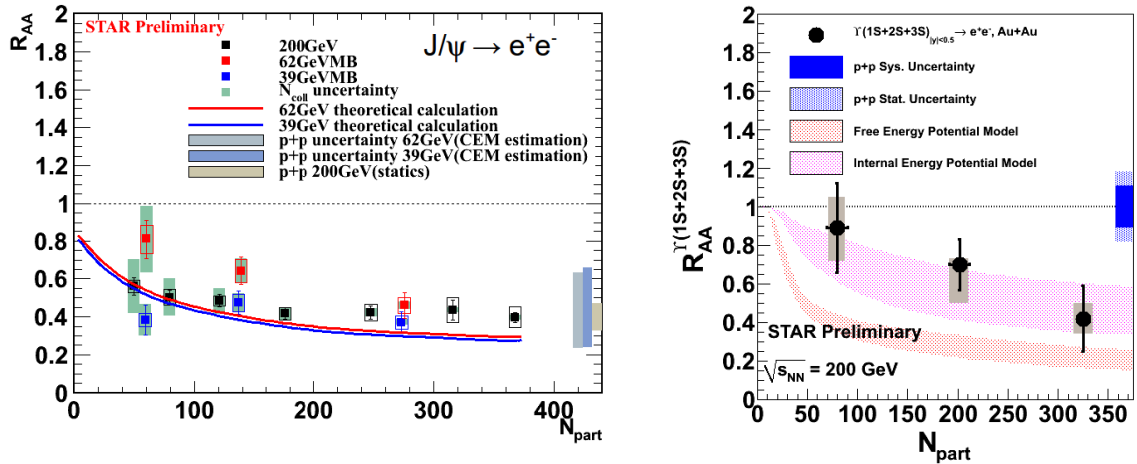 R_AA
2
1.8
1.6
1.4
1.2
1
0.8
0.6
0.4
0.2
0
STAR Preliminary
J/ψ → e⁺e⁻
200GeV
62GeVMB
39GeVMB
N_coll uncertainty
62GeV theoretical calculation
39GeV theoretical calculation
p+p uncertainty 62GeV(CEM estimation)
p+p uncertainty 39GeV(CEM estimation)
p+p 200GeV(statics)
0 100 200 300 400
N_part
R_AA^Υ(1S+2S+3S)
2
1.8
1.6
1.4
1.2
1
0.8
0.6
0.4
0.2
0
Υ(1S+2S+3S)_|y|<0.5 → e⁺e⁻, Au+Au
p+p Sys. Uncertainty
p+p Stat. Uncertainty
Free Energy Potential Model
Internal Energy Potential Model
STAR Preliminary
√s_NN = 200 GeV
0 50 100 150 200 250 300 350
N_part